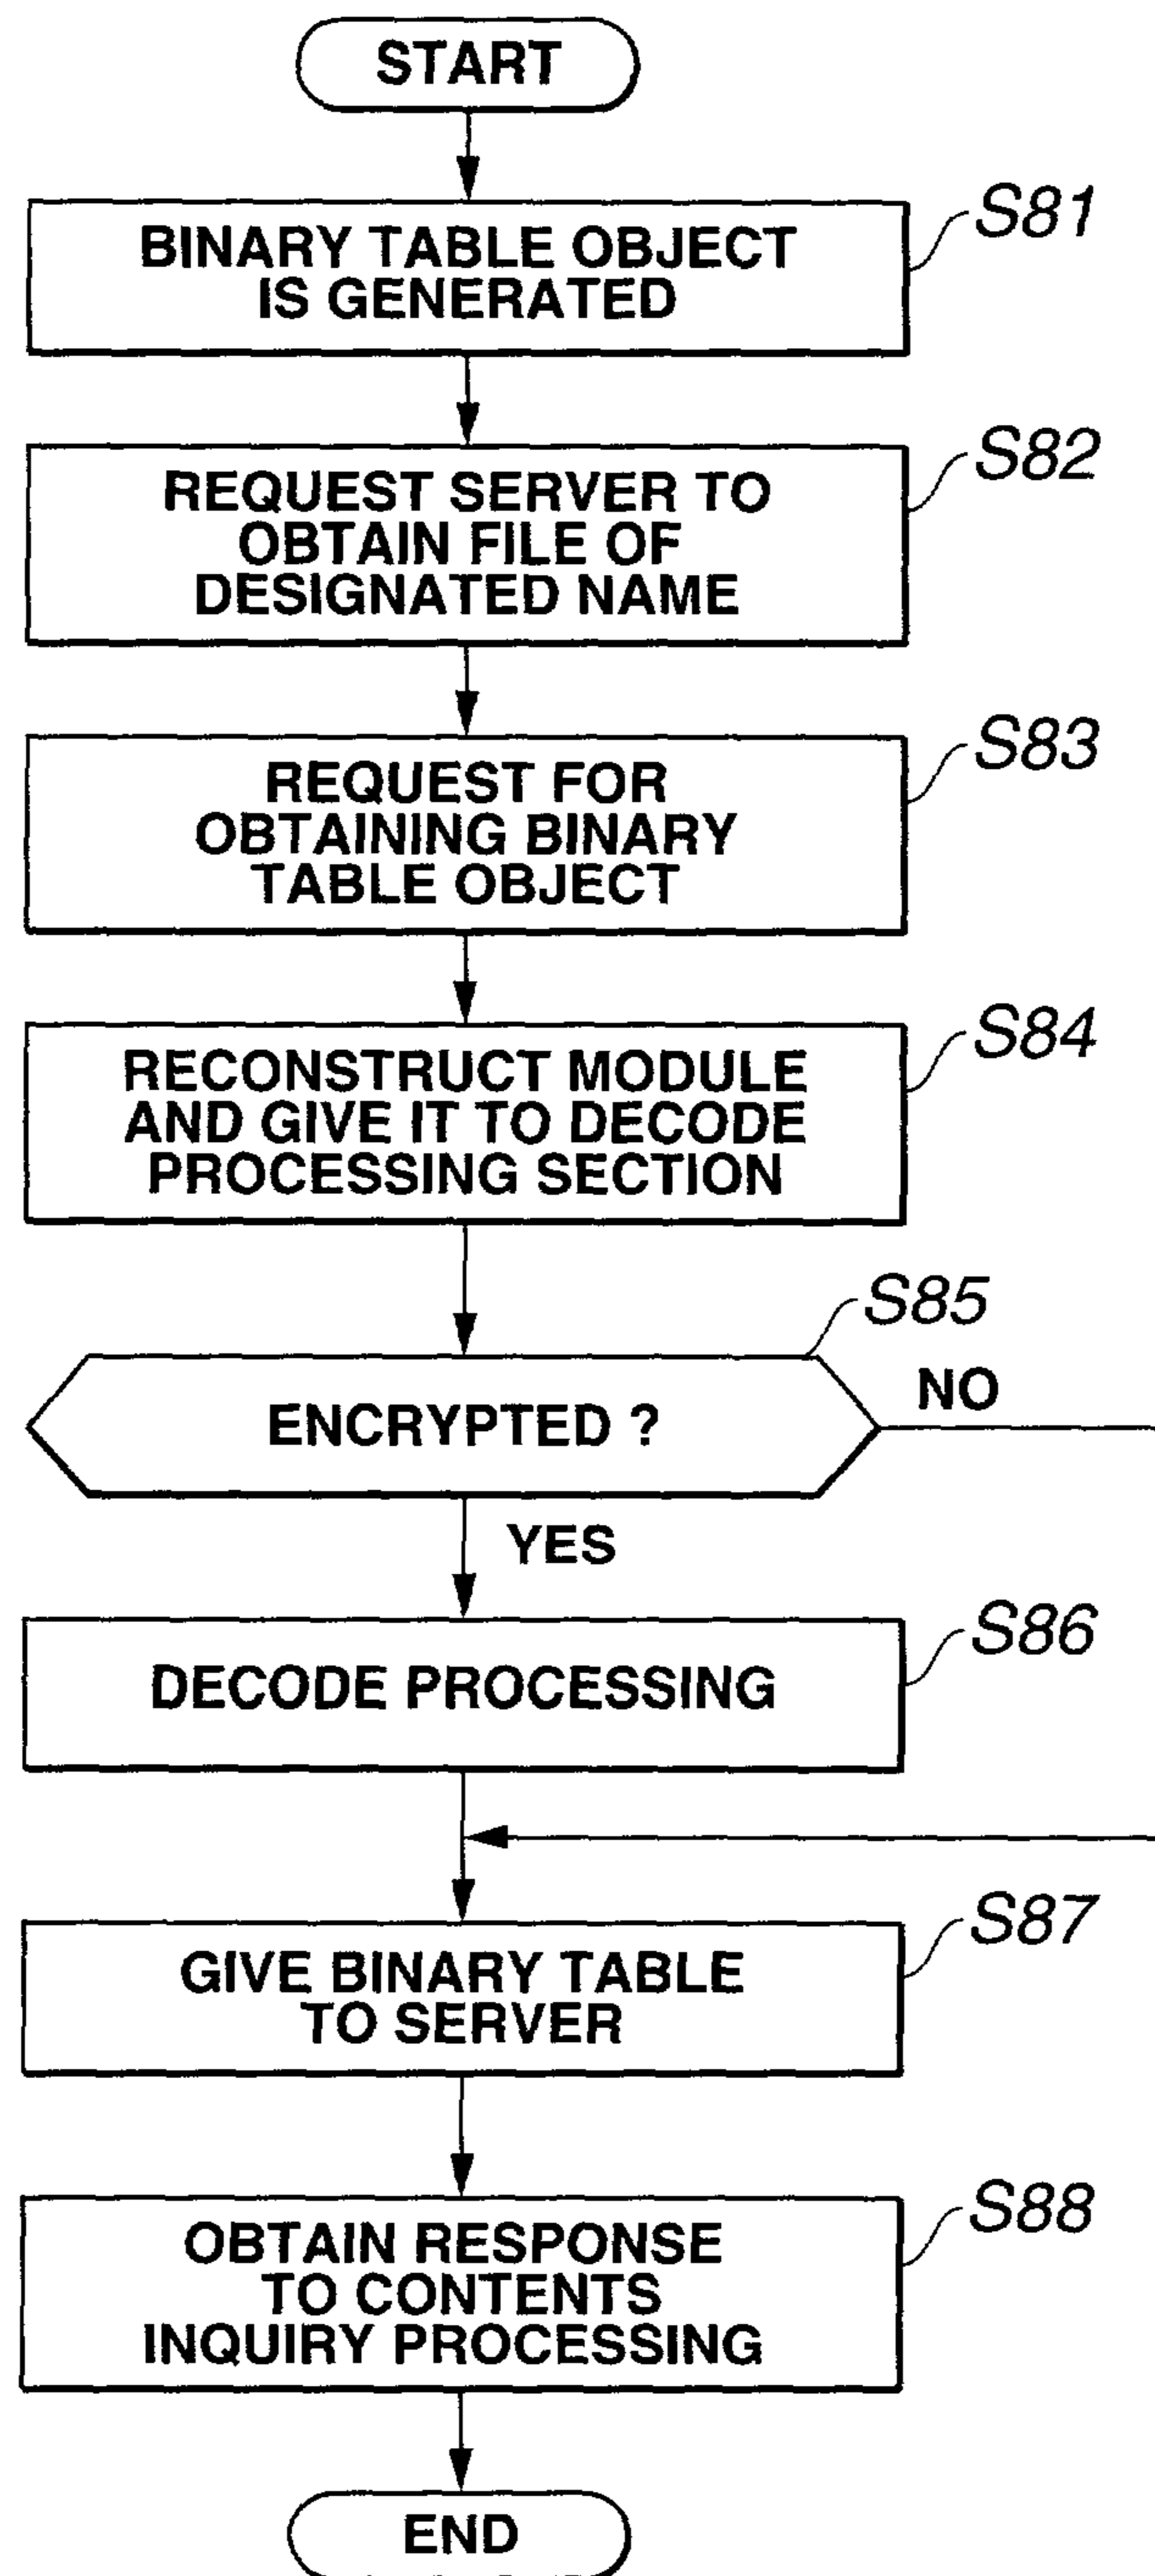 START
S81
BINARY TABLE OBJECT
IS GENERATED
S82
REQUEST SERVER TO
OBTAIN FILE OF
DESIGNATED NAME
S83
REQUEST FOR
OBTAINING BINARY
TABLE OBJECT
S84
RECONSTRUCT MODULE
AND GIVE IT TO DECODE
PROCESSING SECTION
S85
NO
ENCRYPTED ?
YES
S86
DECODE PROCESSING
S87
GIVE BINARY TABLE
TO SERVER
S88
OBTAIN RESPONSE
TO CONTENTS
INQUIRY PROCESSING
END